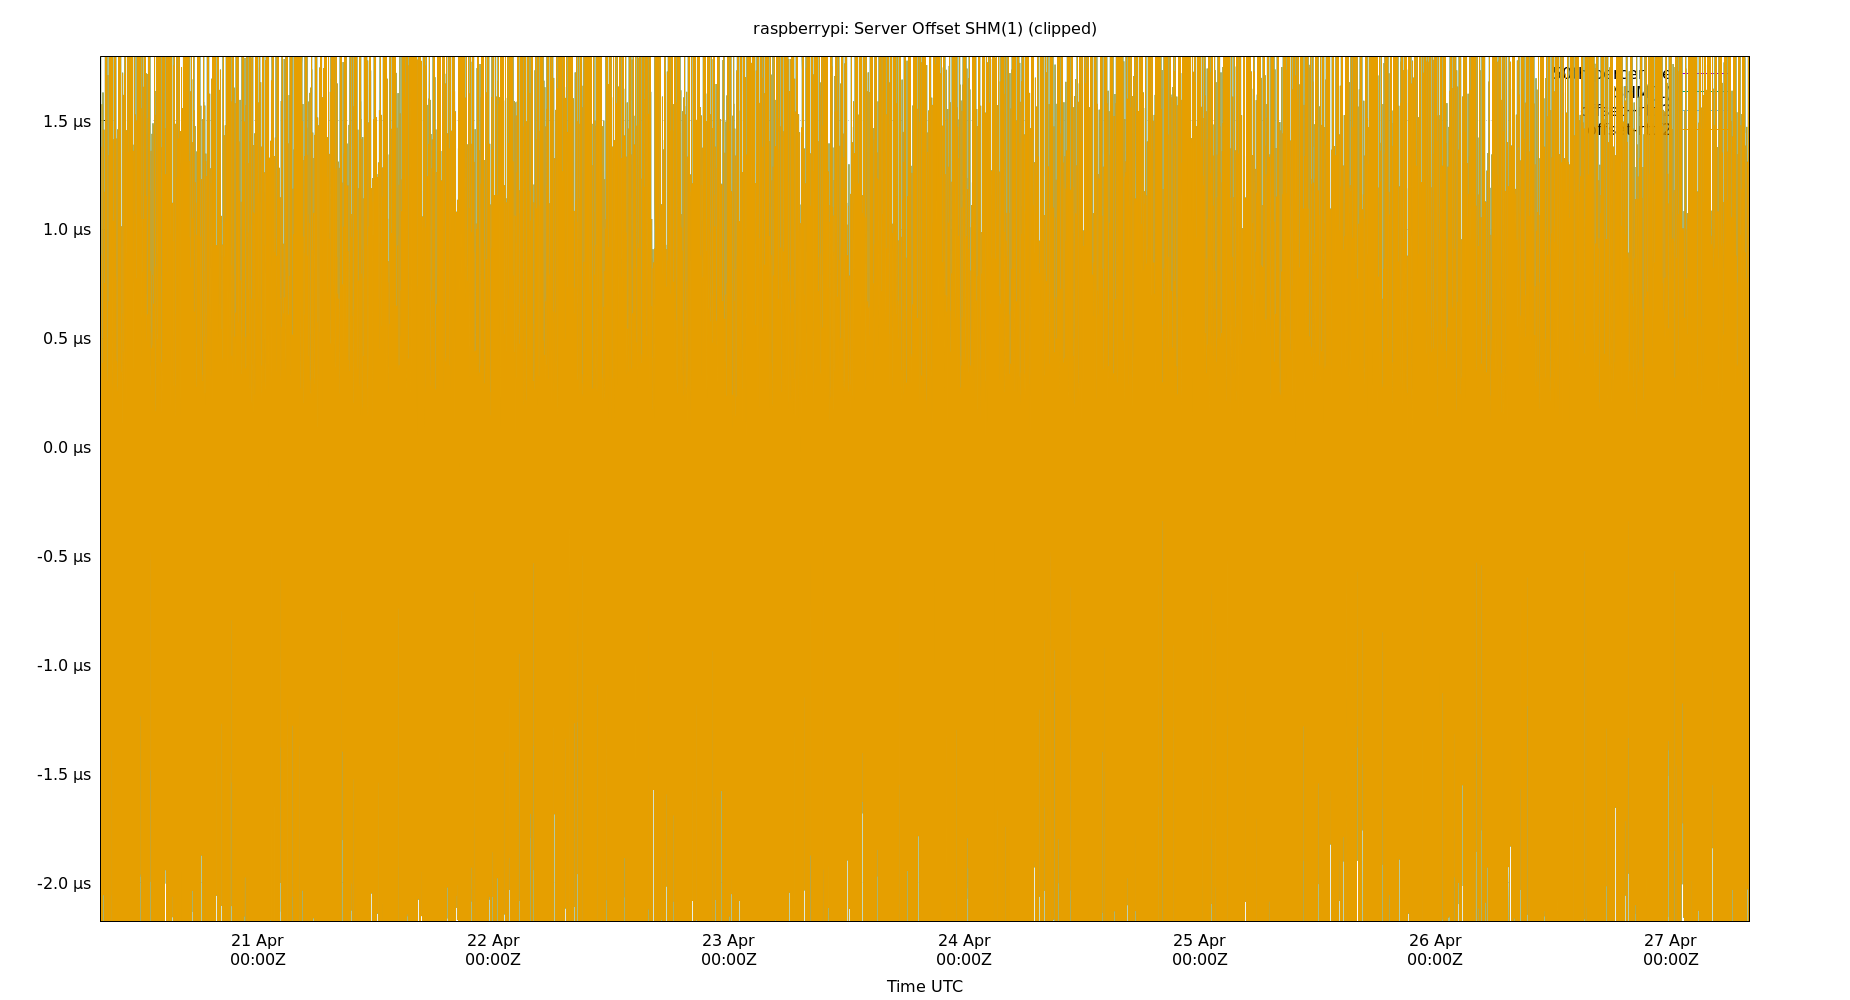 raspberrypi: Server Offset SHM(1) (clipped)
1.5 µs
1.0 µs
0.5 µs
0.0 µs
-0.5 µs
-1.0 µs
-1.5 µs
-2.0 µs
21 Apr 22 Apr 23 Apr 24 Apr 25 Apr 26 Apr 27 Apr
00:00Z 00:00Z 00:00Z 00:00Z 00:00Z 00:00Z 00:00Z
Time UTC